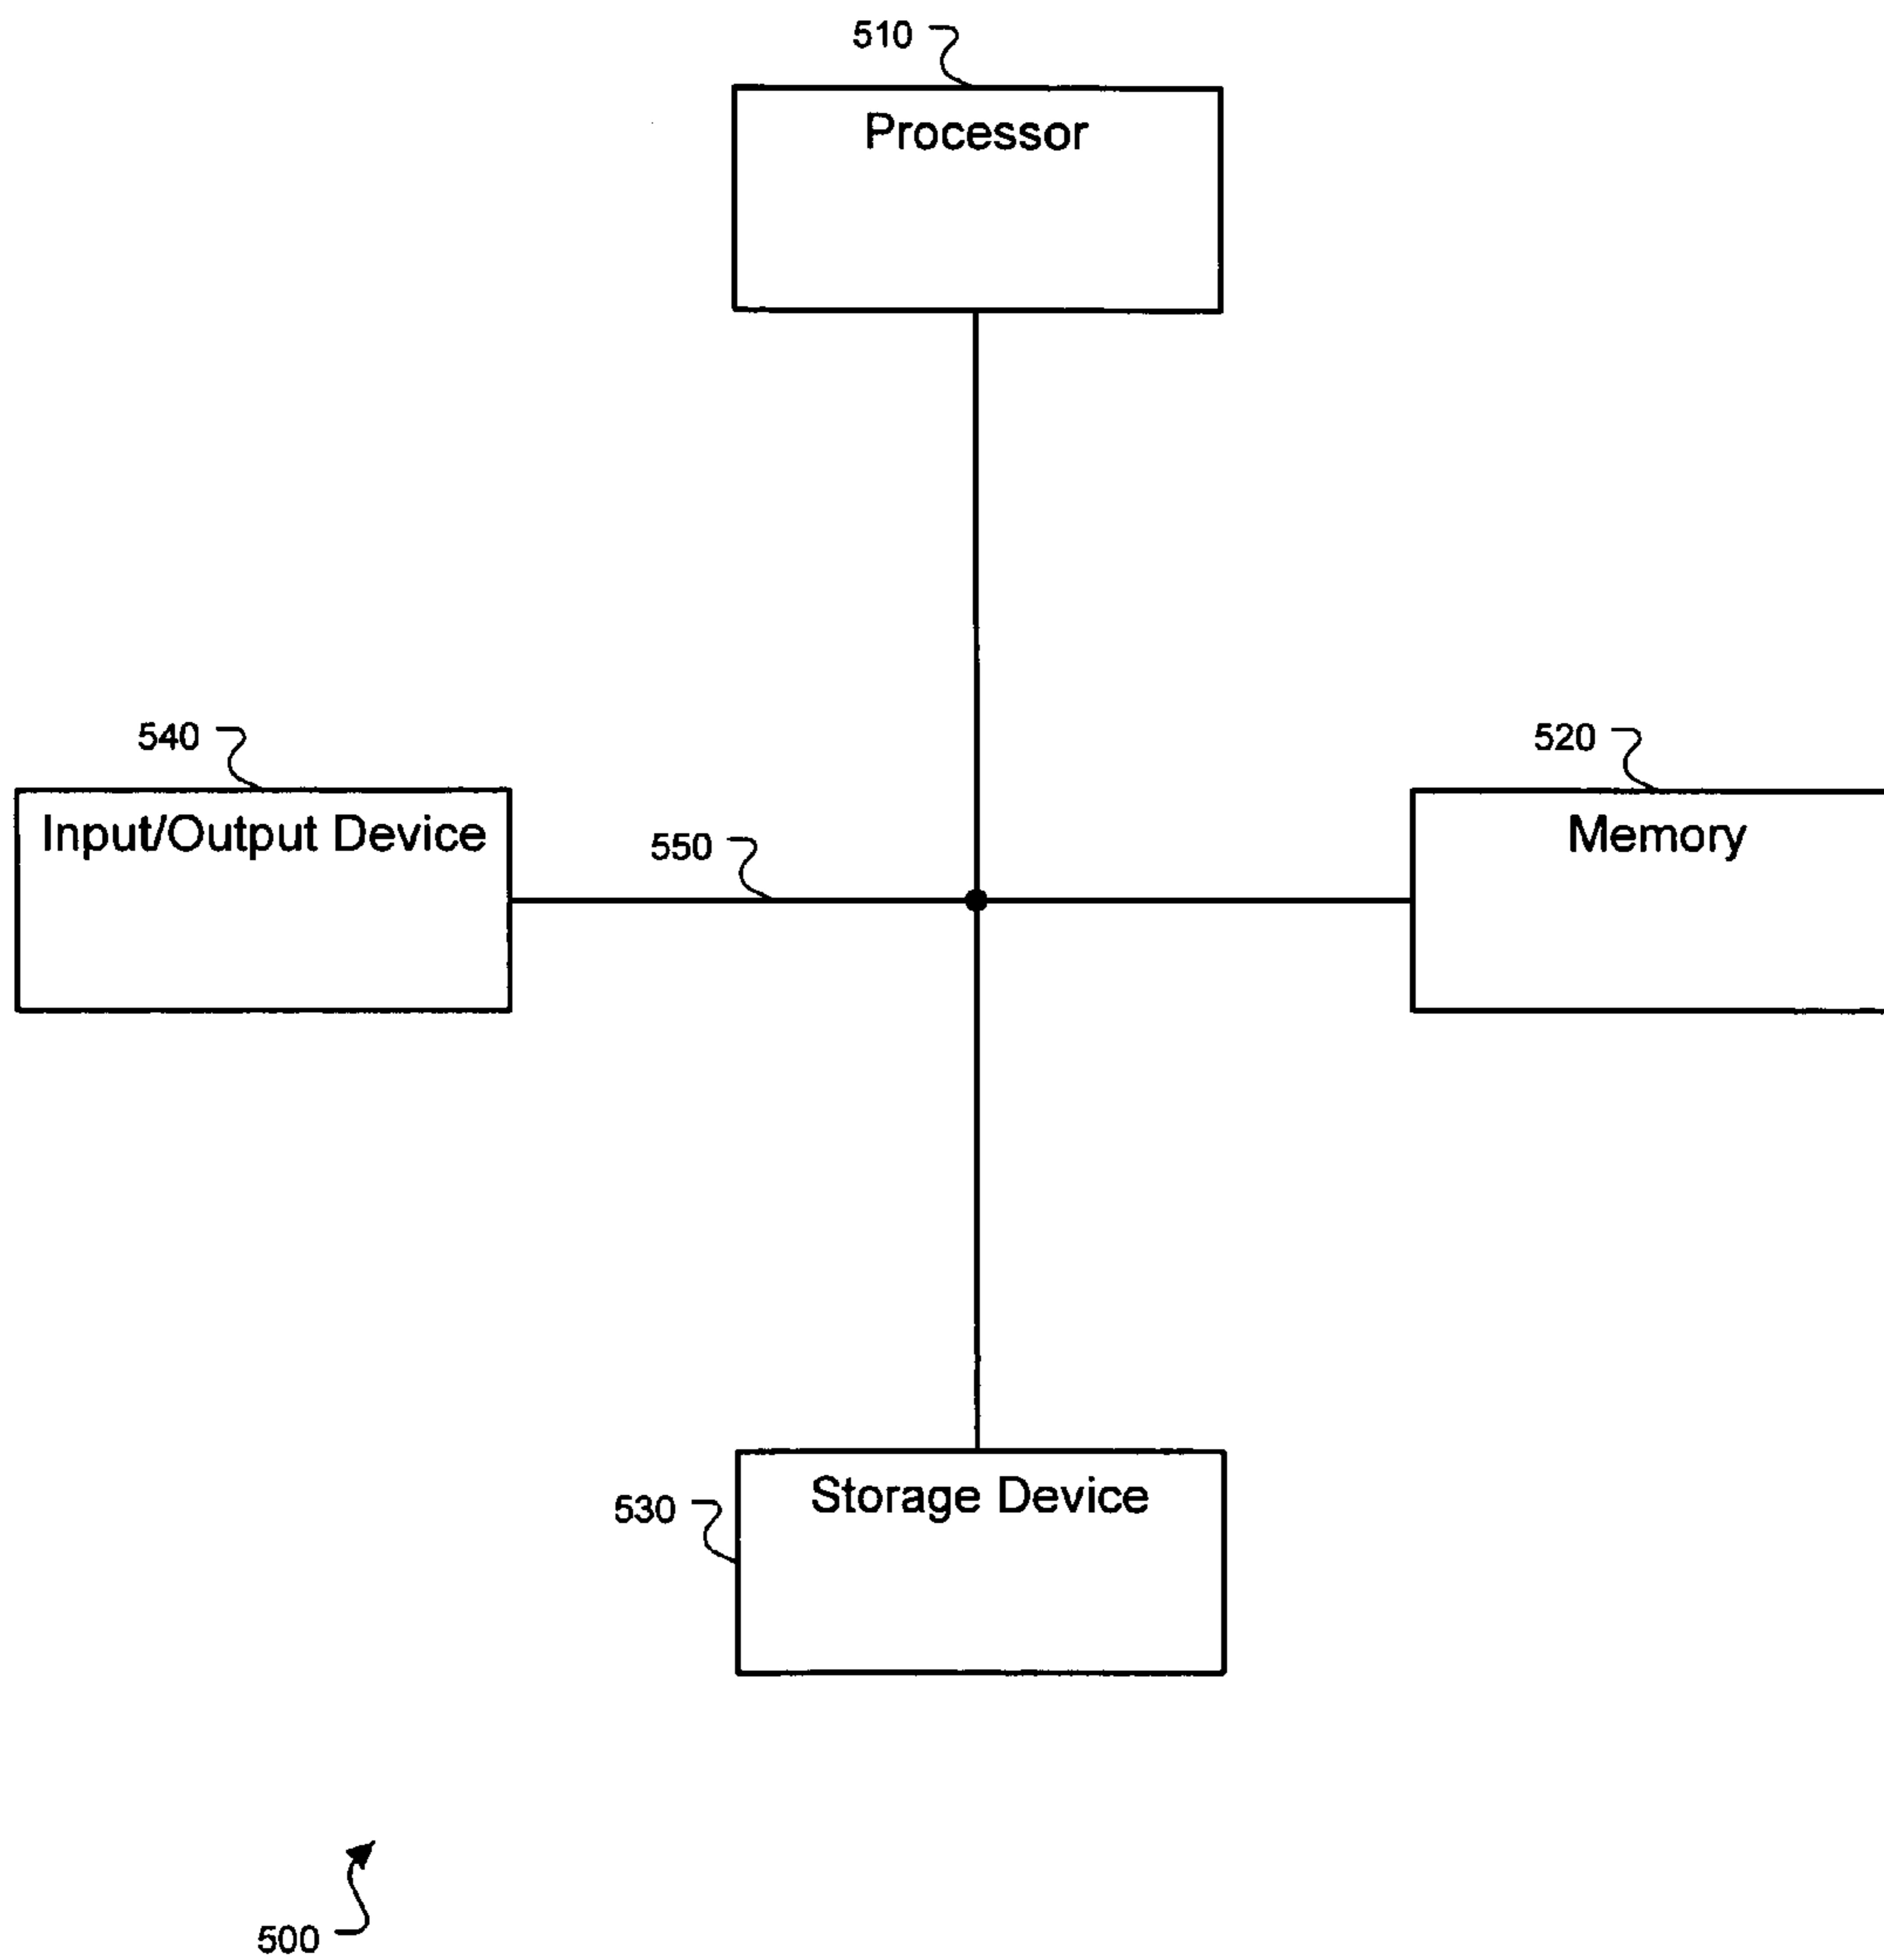 510
Processor
540
520
Input/Output Device
550
Memory
530
Storage Device
500